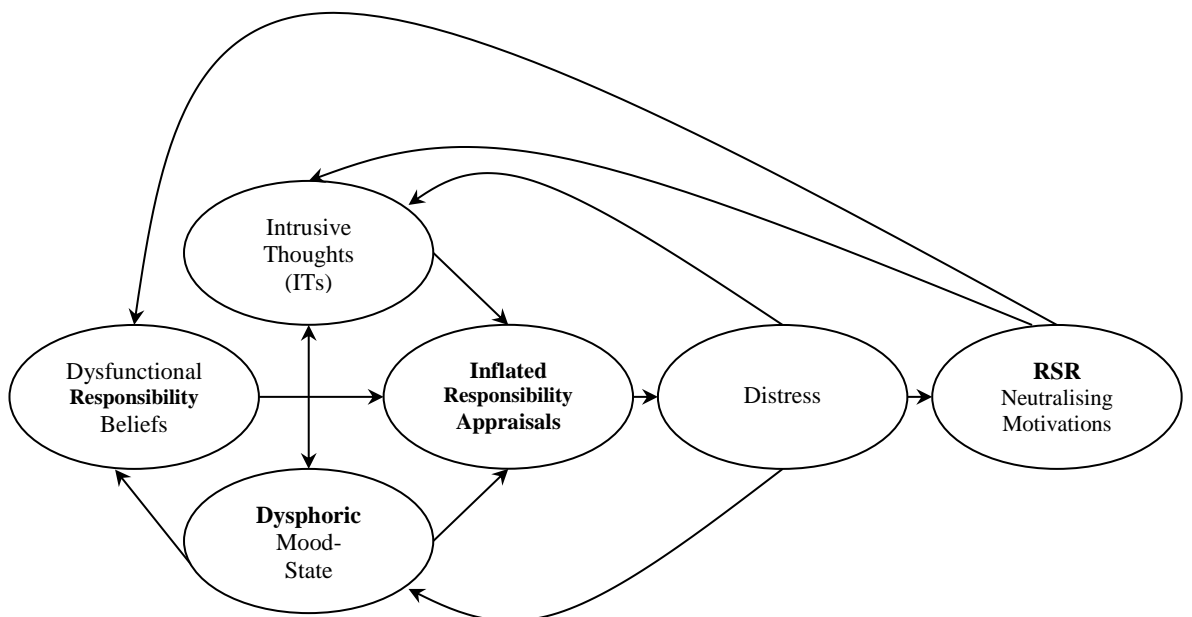 Intrusive
Thoughts
(ITs)
Dysfunctional
Responsibility
Beliefs
Inflated
Responsibility
Appraisals
Distress
RSR
Neutralising
Motivations
Dysphoric
Mood-
State